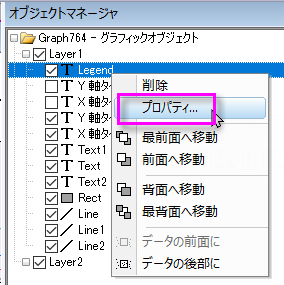 オブジェクトマネージャ
Graph764 - グラフィックオブジェクト
Layer1
Legend
Y 軸タ
X 軸タ
X 軸タ
Y 軸タ
Text1
Text
Text2
Rect
Line
Line1
Line2
Layer2
削除
プロパティ...
最前面へ移動
前面へ移動
背面へ移動
最背面へ移動
データの前面に
データの後部に